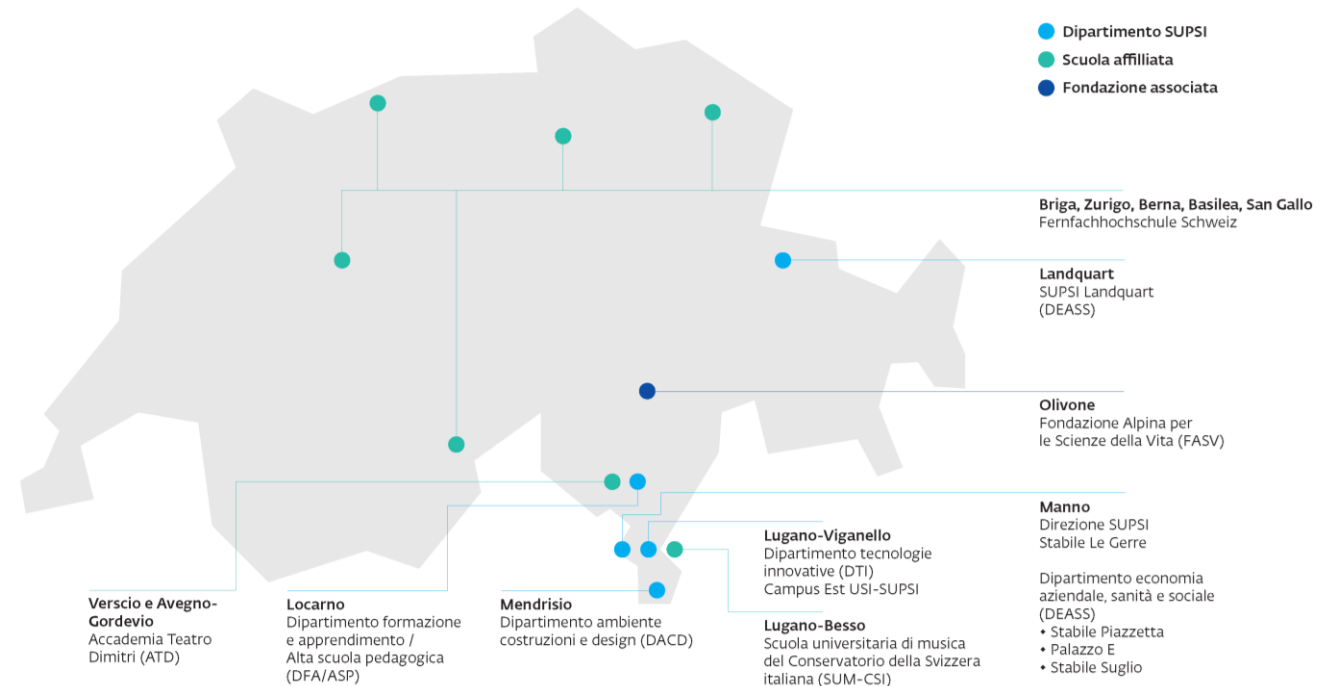 Dipartimento SUPSI
Scuola affilliata
Fondazione associata
Briga, Zurigo, Berna, Basilea, San Gallo
Fernfachhochschule Schweiz
Landquart
SUPSI Landquart
(DEASS)
Olivone
Fondazione Alpina per
le Scienze della Vita (FASV)
Manno
Direzione SUPSI
Stabile Le Gerre
Dipartimento economia
aziendale, sanità e sociale
(DEASS)
• Stabile Piazzetta
• Palazzo E
• Stabile Suglio
Lugano-Viganello
Dipartimento tecnologie
innovative (DTI)
Campus Est USI-SUPSI
Lugano-Besso
Scuola universitaria di musica
del Conservatorio della Svizzera
italiana (SUM-CSI)
Mendrisio
Dipartimento ambiente
costruzioni e design (DACD)
Locarno
Dipartimento formazione
e apprendimento /
Alta scuola pedagogica
(DFA/ASP)
Verscio e Avegno-
Gordevio
Accademia Teatro
Dimitri (ATD)